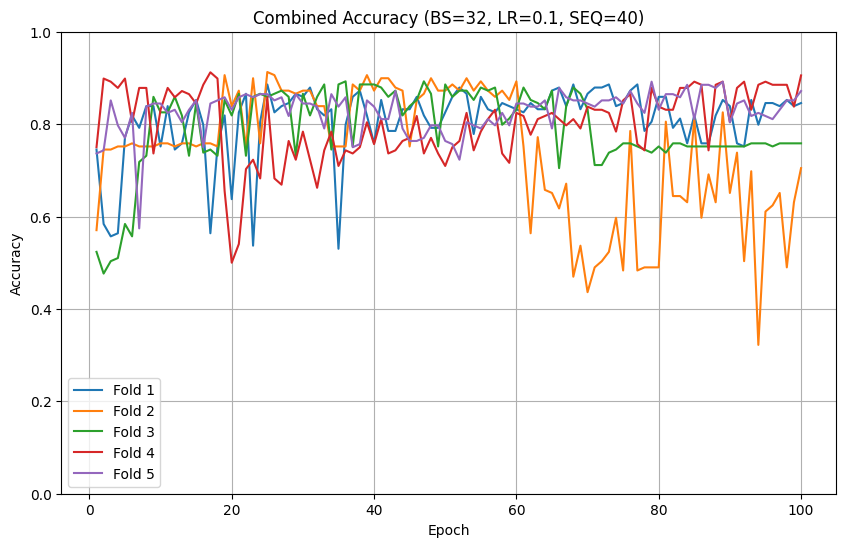 Combined Accuracy (BS=32, LR=0.1, SEQ=40)
1.0
0.8
0.6
0.4
0.2
0.0
Accuracy
Fold 1
Fold 2
Fold 3
Fold 4
Fold 5
0 20 40 60 80 100
Epoch